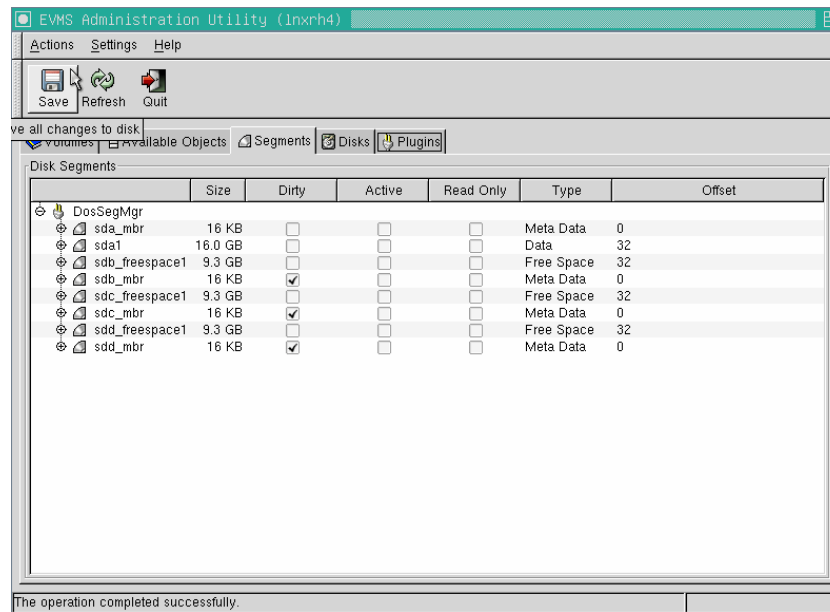 EVMS Administration Utility (lnxrh4)
Actions Settings Help
Save Refresh Quit
ve all changes to disk
Volumes Available Objects Segments Disks Plugins
Disk Segments
Size Dirty Active Read Only Type Offset
DosSegMgr
sda_mbr 16 KB Meta Data 0
sda1 16.0 GB Data 32
sdb_freespace1 9.3 GB Free Space 32
sdb_mbr 16 KB Meta Data 0
sdc_freespace1 9.3 GB Free Space 32
sdc_mbr 16 KB Meta Data 0
sdd_freespace1 9.3 GB Free Space 32
sdd_mbr 16 KB Meta Data 0
The operation completed successfully.